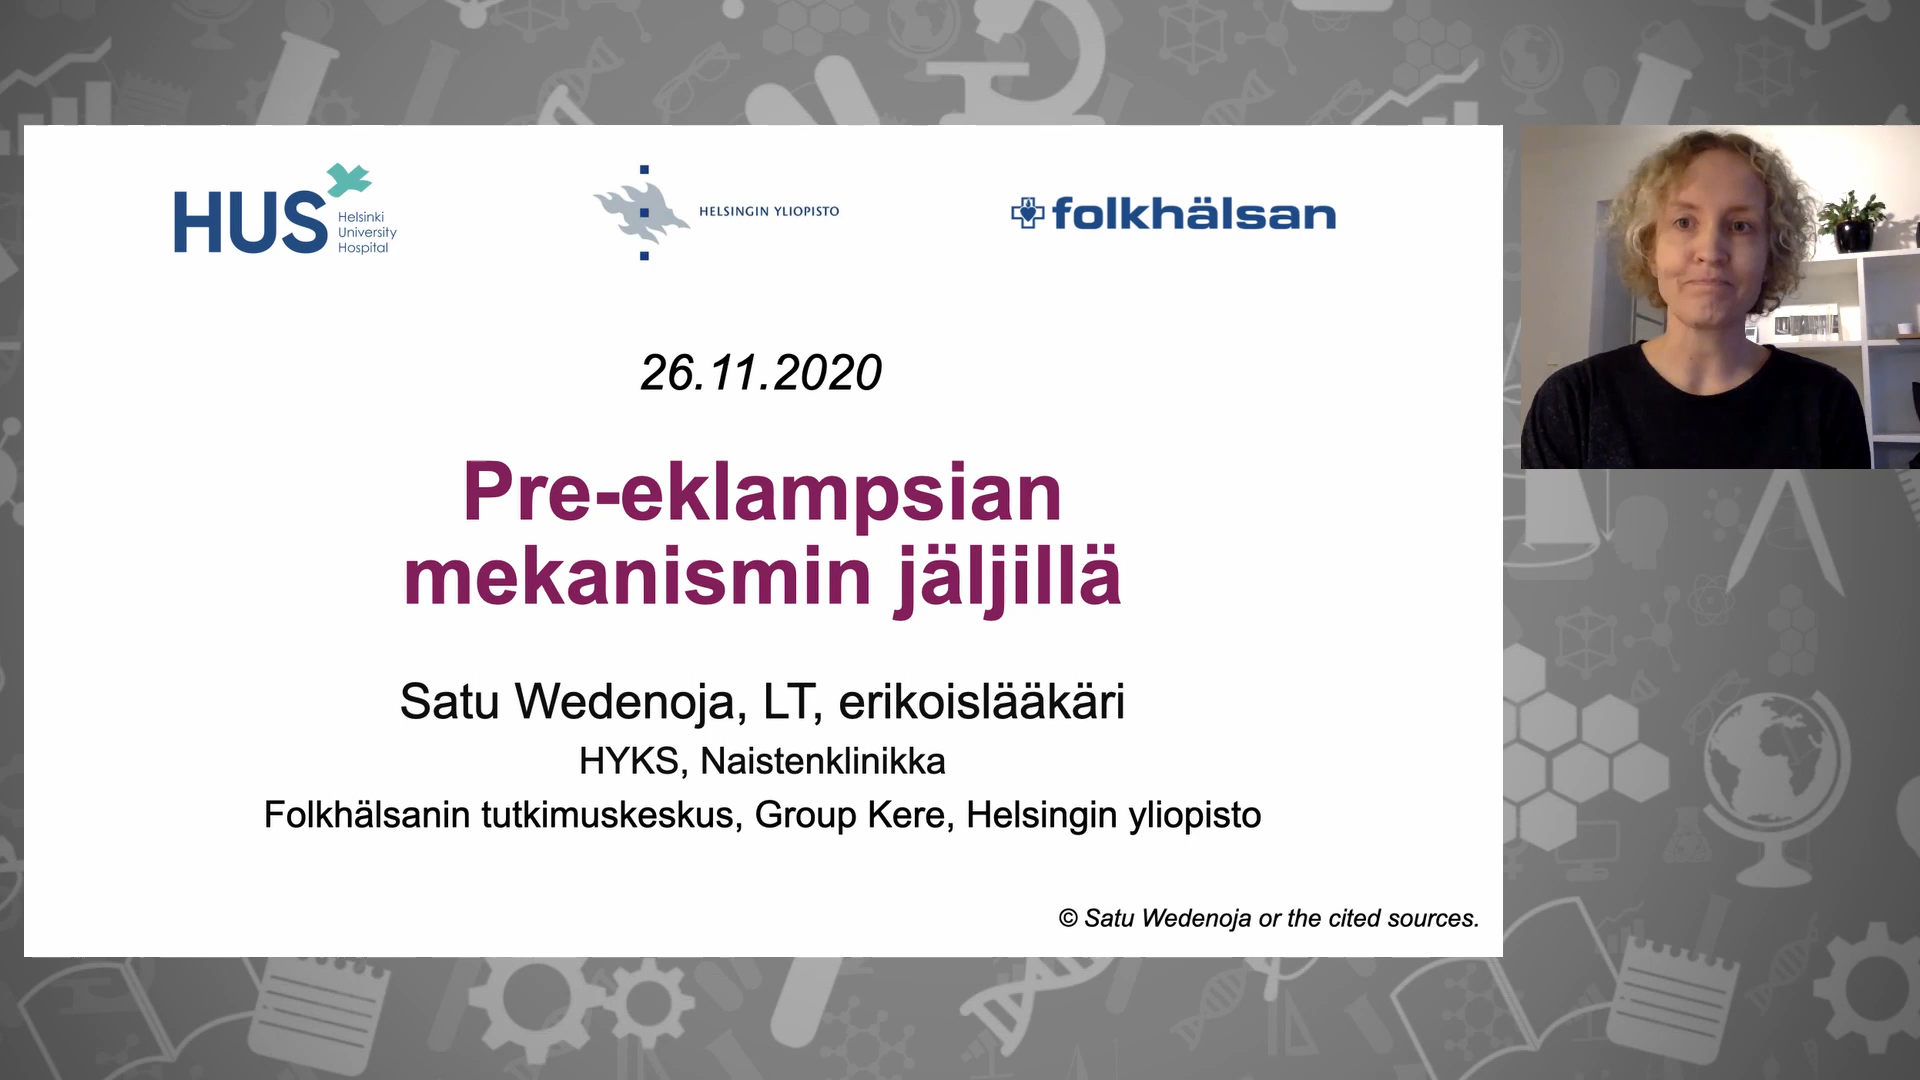 HUS
Helsinki
University
Hospital
HELSINGIN YLIOPISTO
folkhälsan
26.11.2020
Pre-eklampsian
mekanismin jäljillä
Satu Wedenoja, LT, erikoislääkäri
HYKS, Naistenklinikka
Folkhälsanin tutkimuskeskus, Group Kere, Helsingin yliopisto
© Satu Wedenoja or the cited sources.